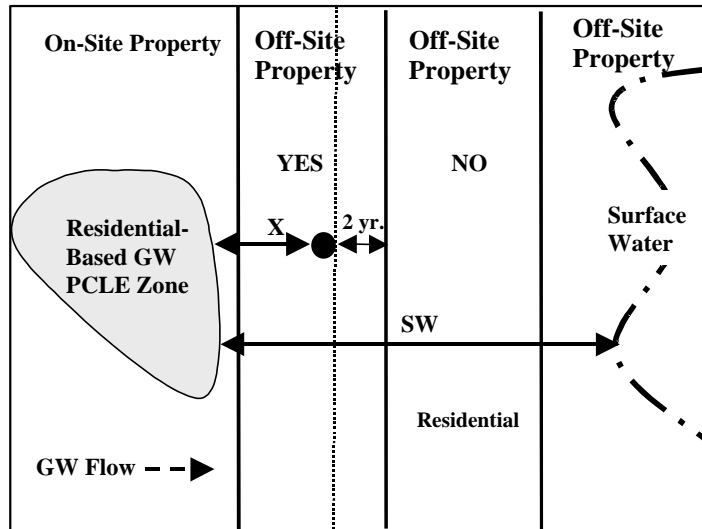 On-Site Property
Off-Site
Property
Off-Site
Property
Off-Site
Property
YES
NO
Residential-
Based GW
PCLE Zone
X
2 yr.
Surface
Water
SW
Residential
GW Flow